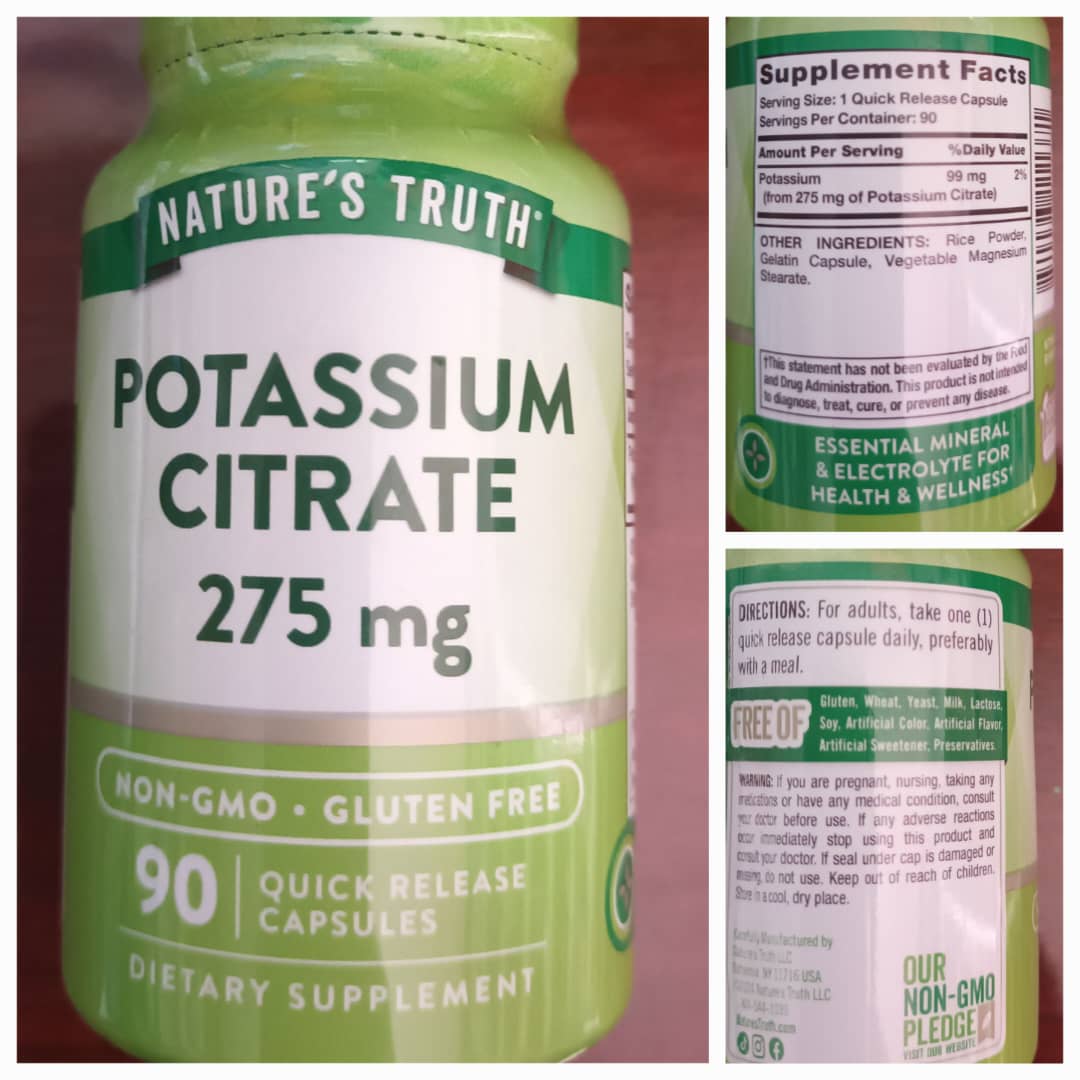 NATURE'S TRUTH®
POTASSIUM
CITRATE
275 mg
NON-GMO • GLUTEN FREE
90
QUICK RELEASE
CAPSULES
DIETARY SUPPLEMENT
Supplement Facts
Serving Size: 1 Quick Release Capsule
Servings Per Container: 90
Amount Per Serving %Daily Value
Potassium 99 mg 2%
(from 275 mg of Potassium Citrate)
OTHER INGREDIENTS: Rice Powder,
Gelatin Capsule, Vegetable Magnesium
Stearate.
†This statement has not been evaluated by the Food
and Drug Administration. This product is not intended
to diagnose, treat, cure, or prevent any disease.
ESSENTIAL MINERAL
& ELECTROLYTE FOR
HEALTH & WELLNESS†
DIRECTIONS: For adults, take one (1)
quick release capsule daily, preferably
with a meal.
FREE OF
Gluten, Wheat, Yeast, Milk, Lactose,
Soy, Artificial Color, Artificial Flavor,
Artificial Sweetener, Preservatives.
WARNING: If you are pregnant, nursing, taking any
medications or have any medical condition, consult
your doctor before use. If any adverse reactions
occur immediately stop using this product and
consult your doctor. If seal under cap is damaged or
missing, do not use. Keep out of reach of children.
Store in a cool, dry place.
Carefully Manufactured by
Nature's Truth LLC
NY 11716 USA
Nature's Truth LLC
NaturesTruth.com
OUR
NON-GMO
PLEDGE
VISIT OUR WEBSITE